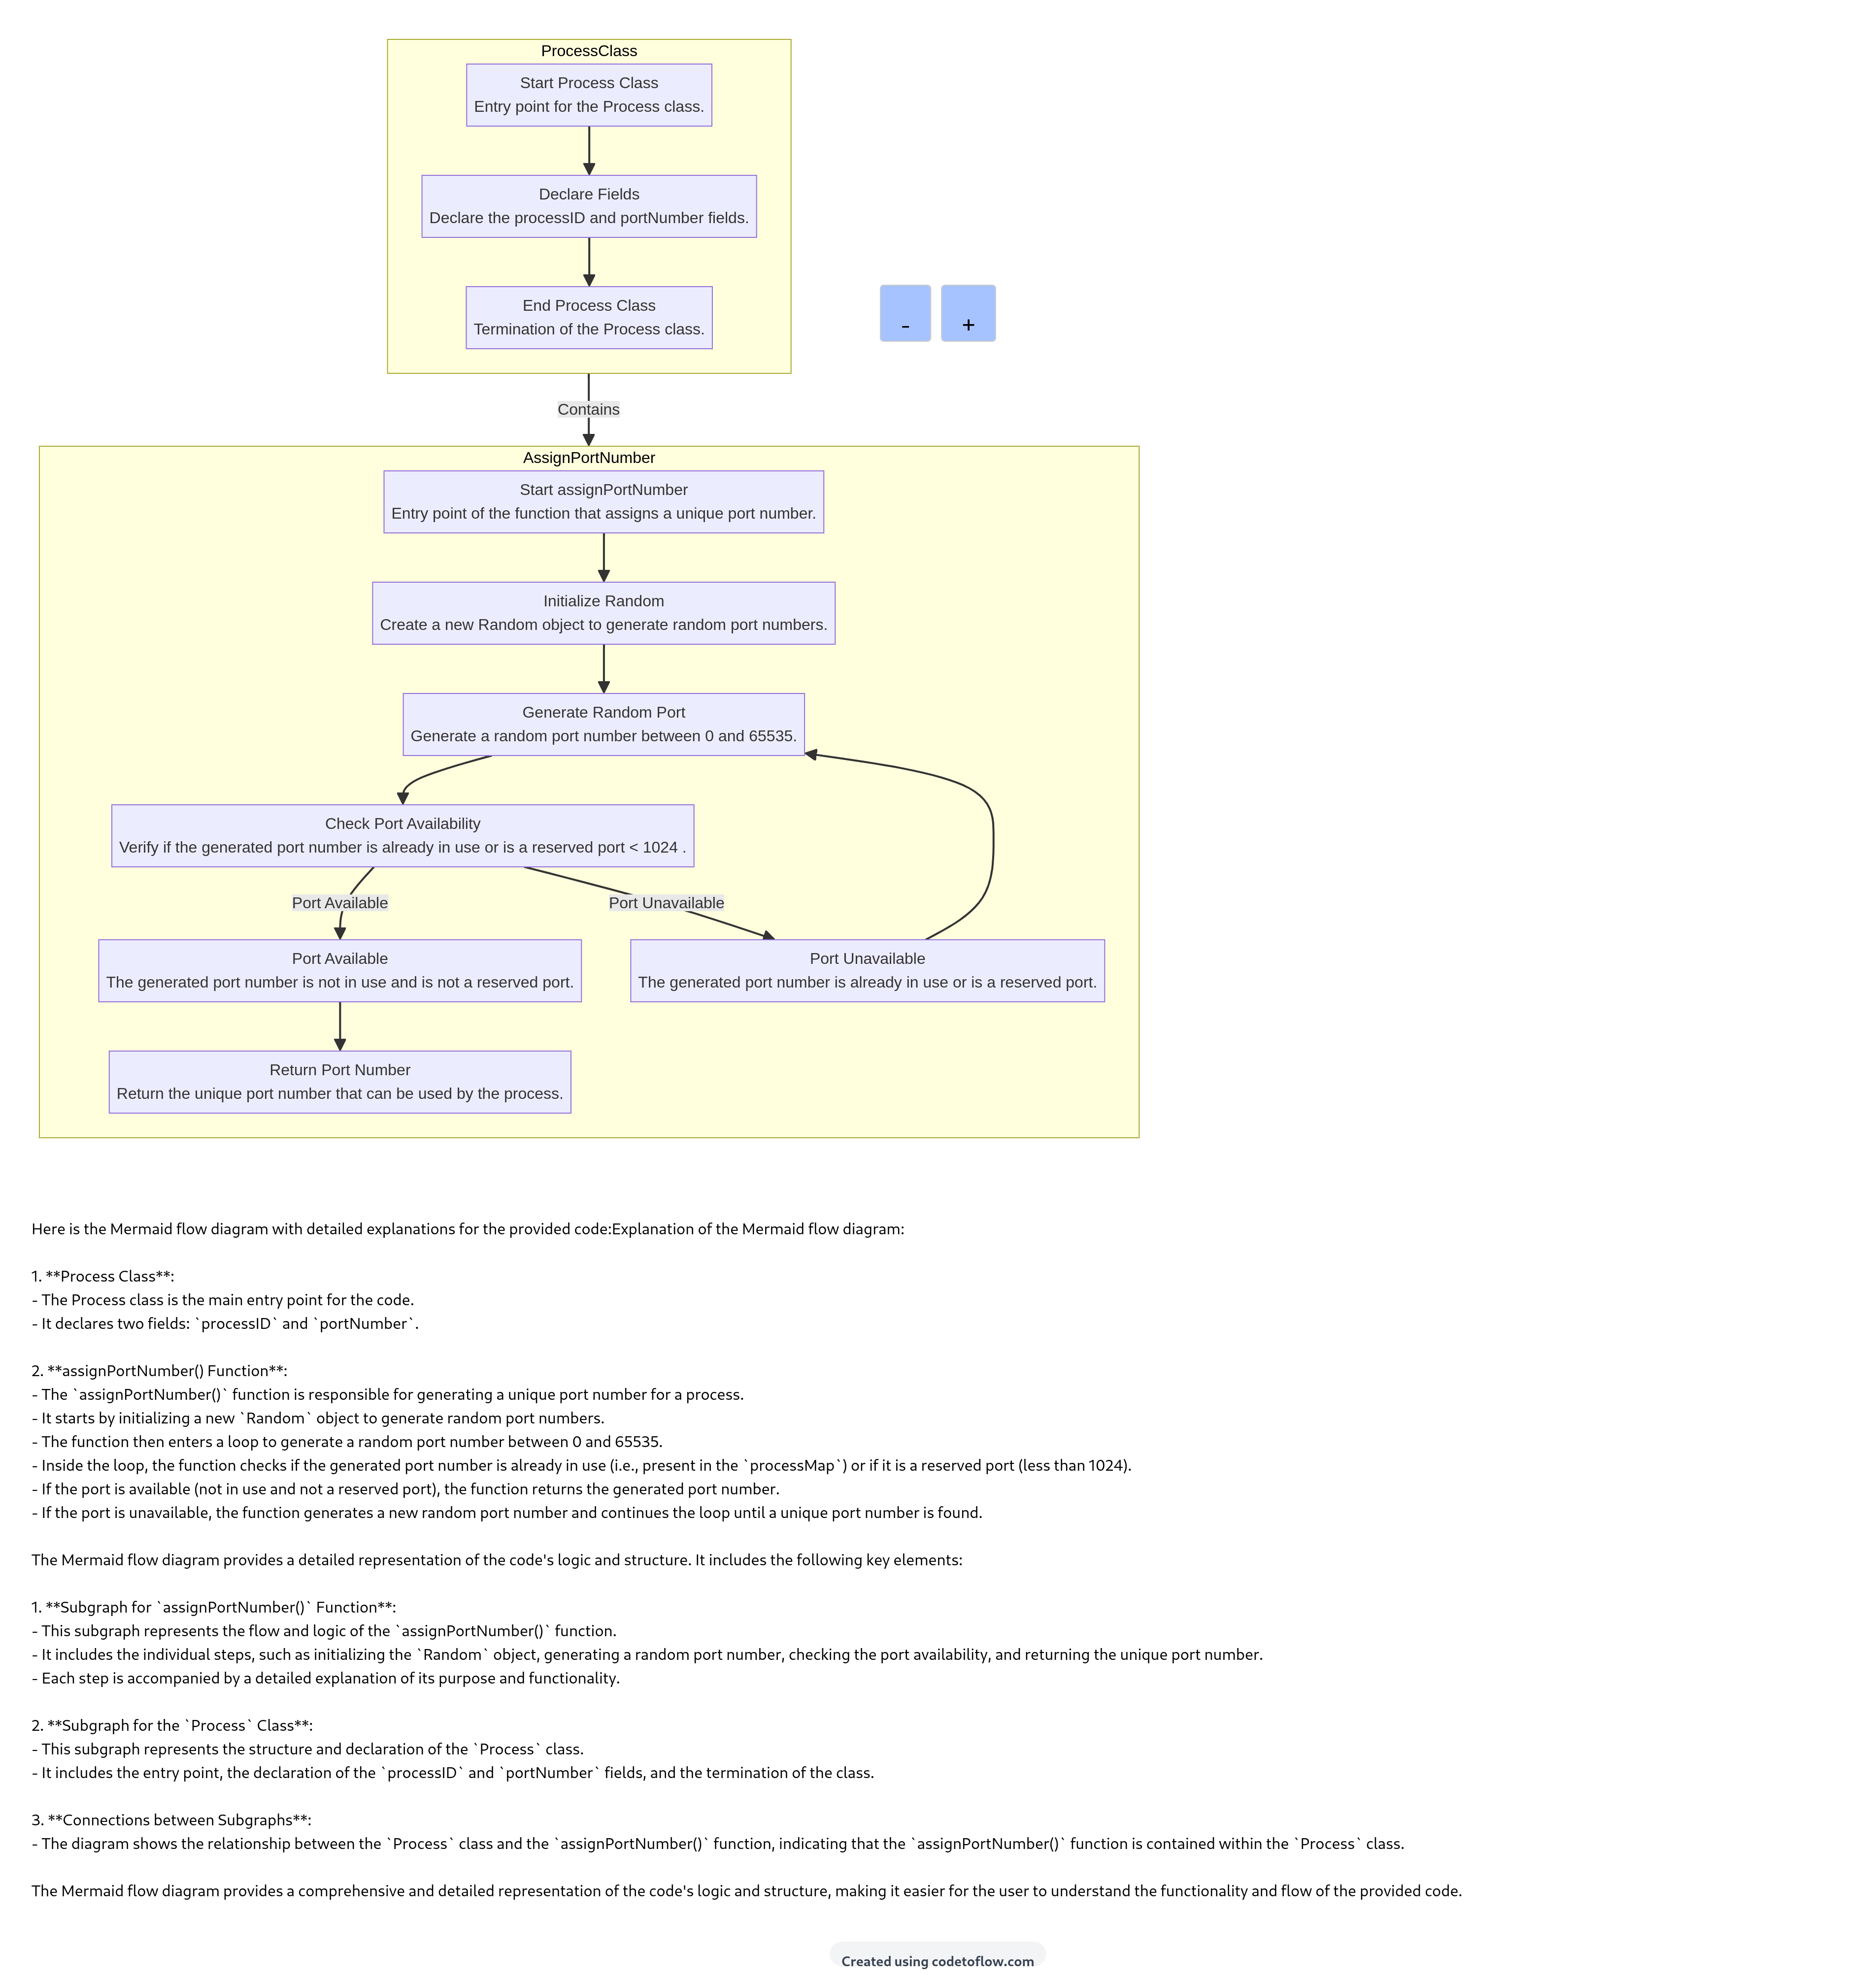 ProcessClass
Start Process Class
Entry point for the Process class.
Declare Fields
Declare the processID and portNumber fields.
End Process Class
Termination of the Process class.
-
+
Contains
AssignPortNumber
Start assignPortNumber
Entry point of the function that assigns a unique port number.
Initialize Random
Create a new Random object to generate random port numbers.
Generate Random Port
Generate a random port number between 0 and 65535.
Check Port Availability
Verify if the generated port number is already in use or is a reserved port < 1024 .
Port Available
Port Unavailable
Port Available
The generated port number is not in use and is not a reserved port.
Port Unavailable
The generated port number is already in use or is a reserved port.
Return Port Number
Return the unique port number that can be used by the process.
Here is the Mermaid flow diagram with detailed explanations for the provided code:Explanation of the Mermaid flow diagram:
1. **Process Class**:
- The Process class is the main entry point for the code.
- It declares two fields: `processID` and `portNumber`.
2. **assignPortNumber() Function**:
- The `assignPortNumber()` function is responsible for generating a unique port number for a process.
- It starts by initializing a new `Random` object to generate random port numbers.
- The function then enters a loop to generate a random port number between 0 and 65535.
- Inside the loop, the function checks if the generated port number is already in use (i.e., present in the `processMap`) or if it is a reserved port (less than 1024).
- If the port is available (not in use and not a reserved port), the function returns the generated port number.
- If the port is unavailable, the function generates a new random port number and continues the loop until a unique port number is found.
The Mermaid flow diagram provides a detailed representation of the code's logic and structure. It includes the following key elements:
1. **Subgraph for `assignPortNumber()` Function**:
- This subgraph represents the flow and logic of the `assignPortNumber()` function.
- It includes the individual steps, such as initializing the `Random` object, generating a random port number, checking the port availability, and returning the unique port number.
- Each step is accompanied by a detailed explanation of its purpose and functionality.
2. **Subgraph for the `Process` Class**:
- This subgraph represents the structure and declaration of the `Process` class.
- It includes the entry point, the declaration of the `processID` and `portNumber` fields, and the termination of the class.
3. **Connections between Subgraphs**:
- The diagram shows the relationship between the `Process` class and the `assignPortNumber()` function, indicating that the `assignPortNumber()` function is contained within the `Process` class.
The Mermaid flow diagram provides a comprehensive and detailed representation of the code's logic and structure, making it easier for the user to understand the functionality and flow of the provided code.
Created using codetoflow.com